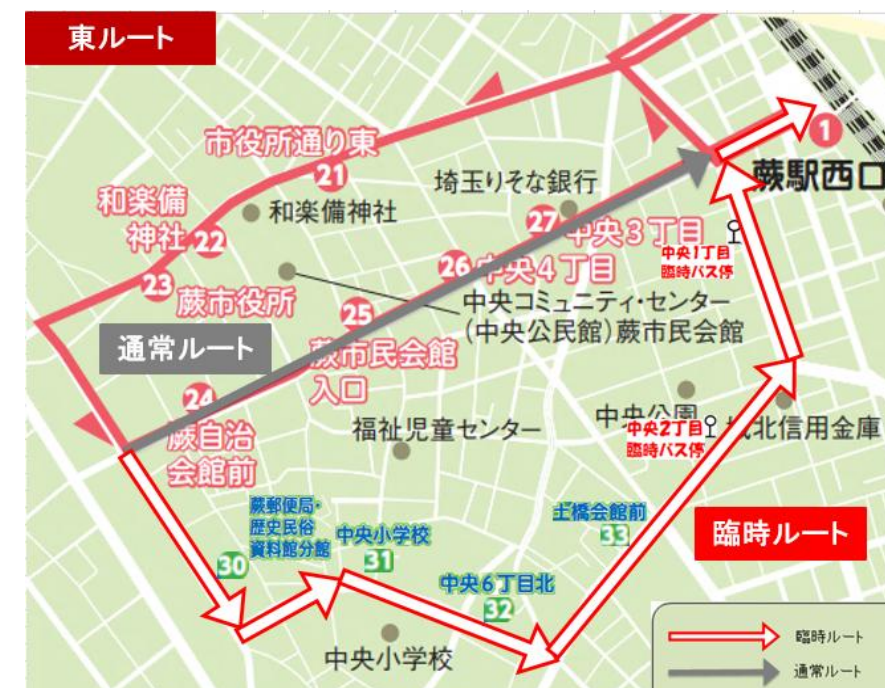 東ルート
1
蕨駅西口
市役所通り東
21
埼玉りそな銀行
和楽備
神社
22
和楽備神社
27
中央3丁目
中央1丁目
臨時バス停
26
中央4丁目
23
蕨市役所
25
中央コミュニティ・センター
(中央公民館)蕨市民会館
通常ルート
蕨市民会館
入口
24
蕨自治
会館前
福祉児童センター
中央公園
中央2丁目
臨時バス停
城北信用金庫
蕨郵便局・
歴史民俗
資料館分館
30
中央小学校
31
土橋会館前
33
臨時ルート
中央6丁目北
32
中央小学校
臨時ルート
通常ルート